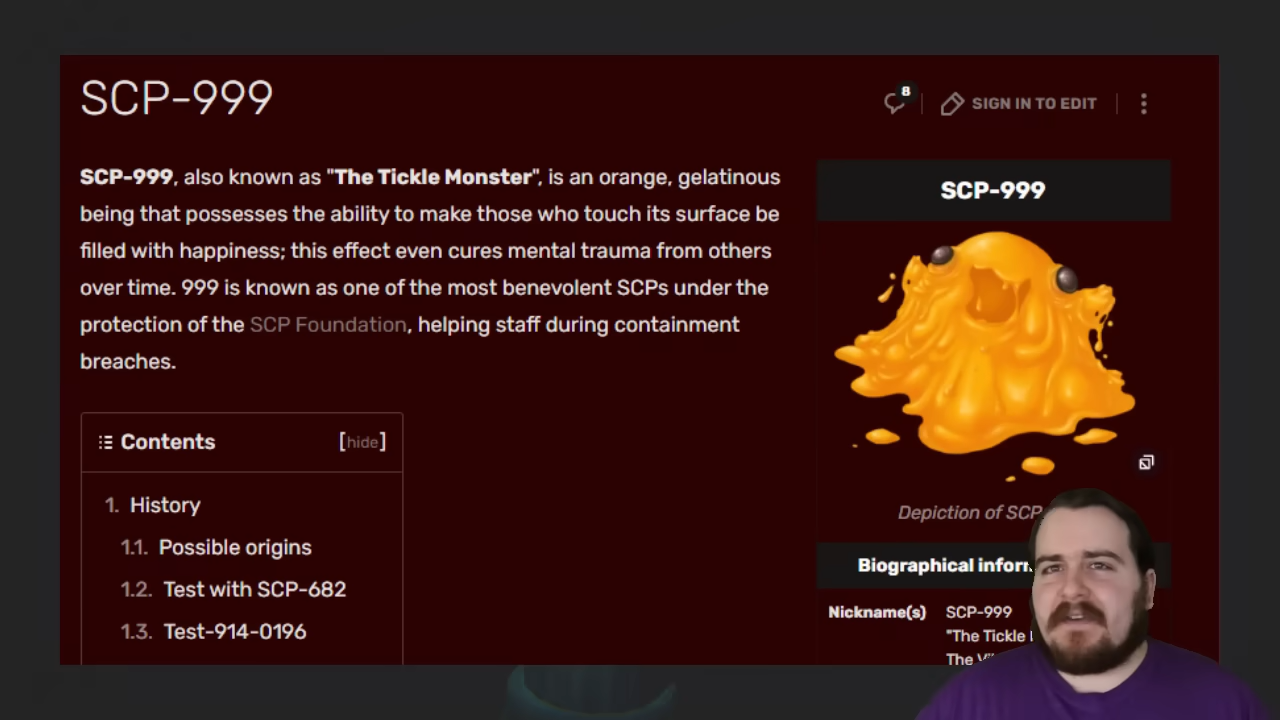 SCP-999
8
SIGN IN TO EDIT
SCP-999, also known as "The Tickle Monster", is an orange, gelatinous
being that possesses the ability to make those who touch its surface be
filled with happiness; this effect even cures mental trauma from others
over time. 999 is known as one of the most benevolent SCPs under the
protection of the SCP Foundation, helping staff during containment
breaches.
Contents [hide]
1. History
1.1. Possible origins
1.2. Test with SCP-682
1.3. Test-914-0196
SCP-999
Depiction of SCP
Biographical infor
Nickname(s) SCP-999
"The Tickle
The